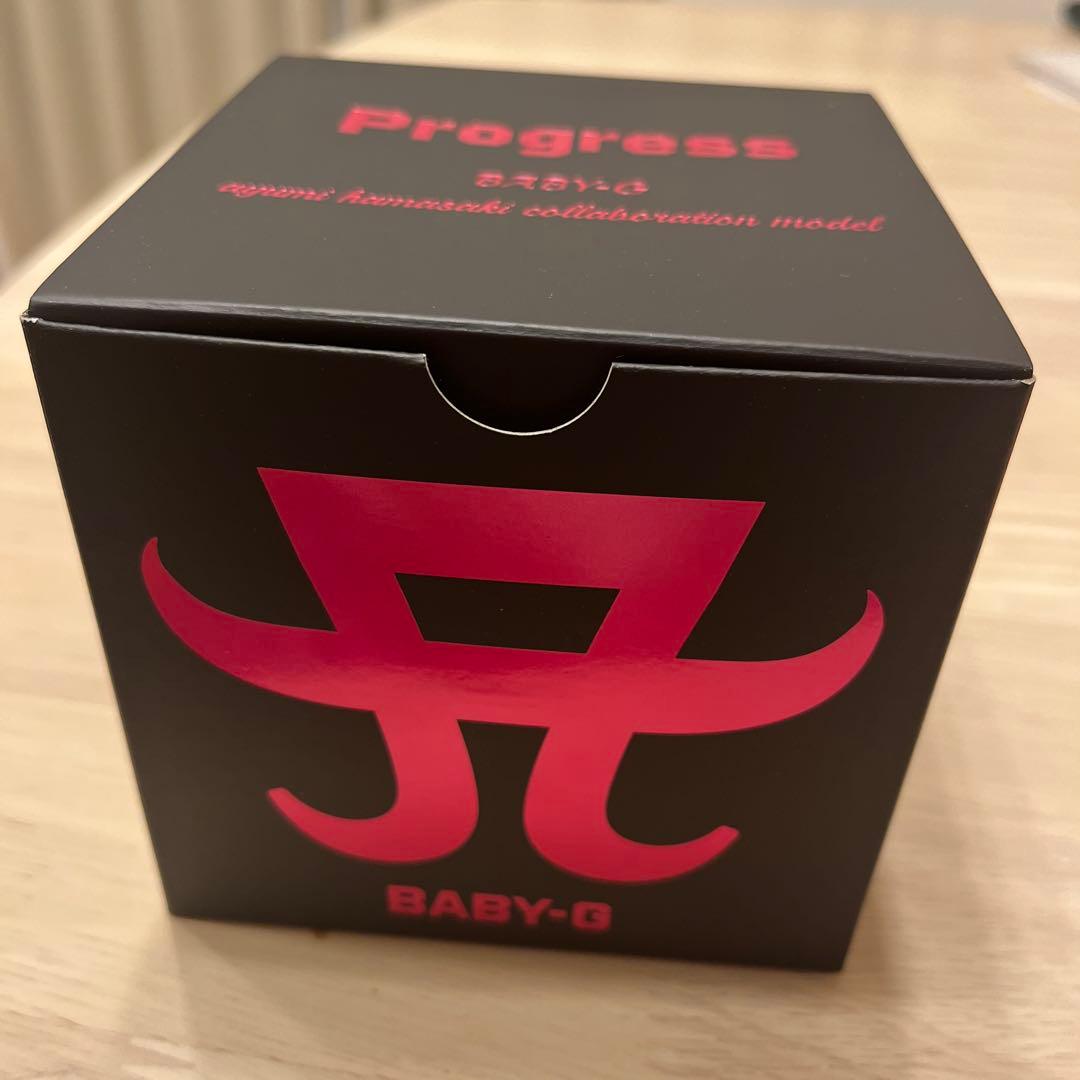 Progress
BABY-G
ayumi hamasaki collaboration model
BABY-G